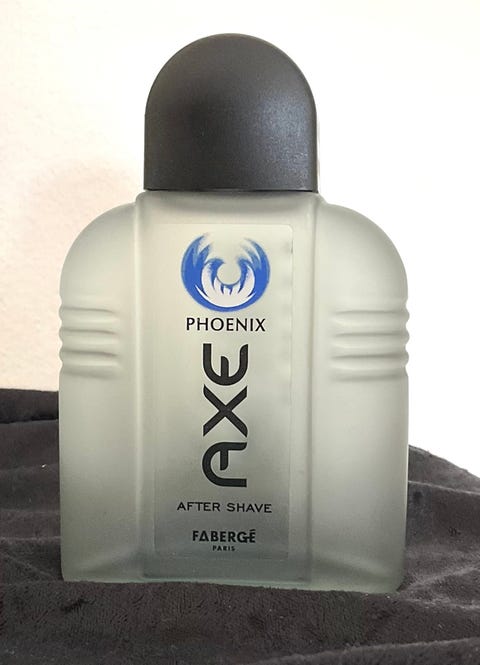 PHOENIX
AXE
AFTER SHAVE
FABERGÉ
PARIS